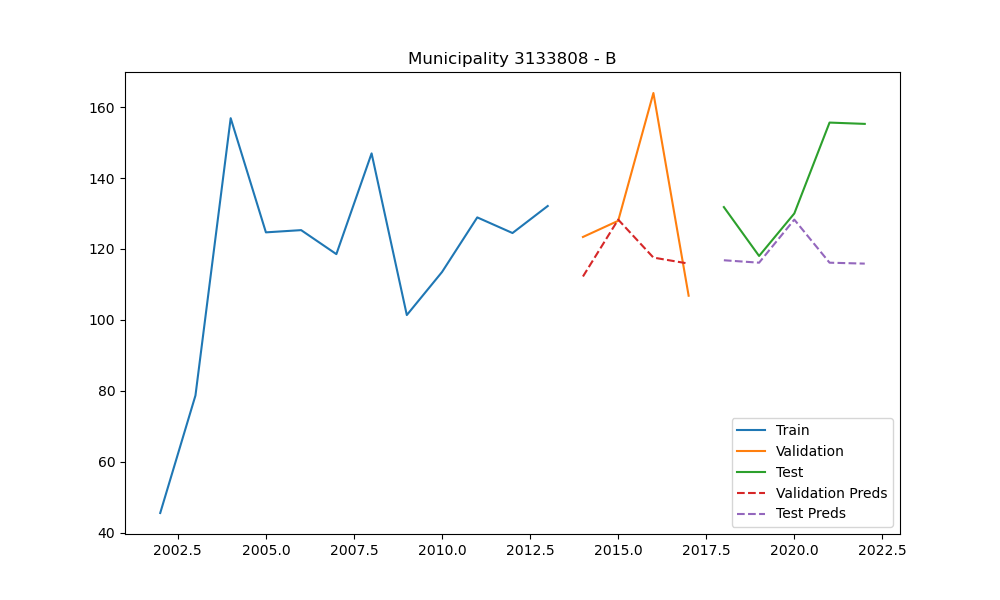 Municipality 3133808 - B
160
140
120
100
80
60
40
2002.5 2005.0 2007.5 2010.0 2012.5 2015.0 2017.5 2020.0 2022.5
Train
Validation
Test
Validation Preds
Test Preds